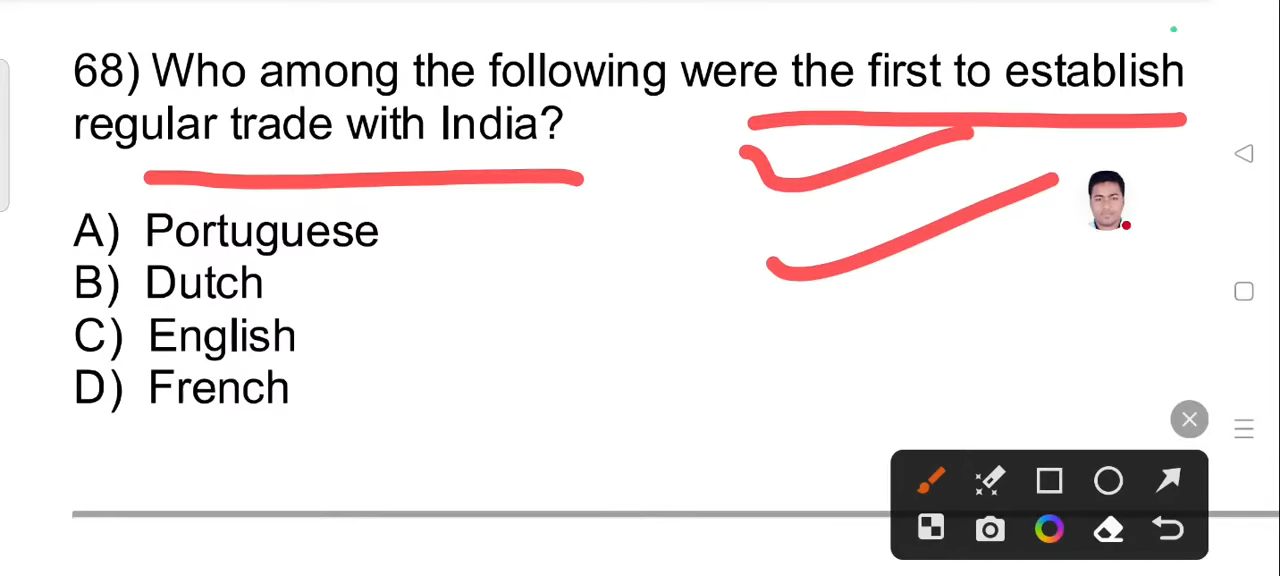 68) Who among the following were the first to establish
regular trade with India?
A) Portuguese
B) Dutch
C) English
D) French